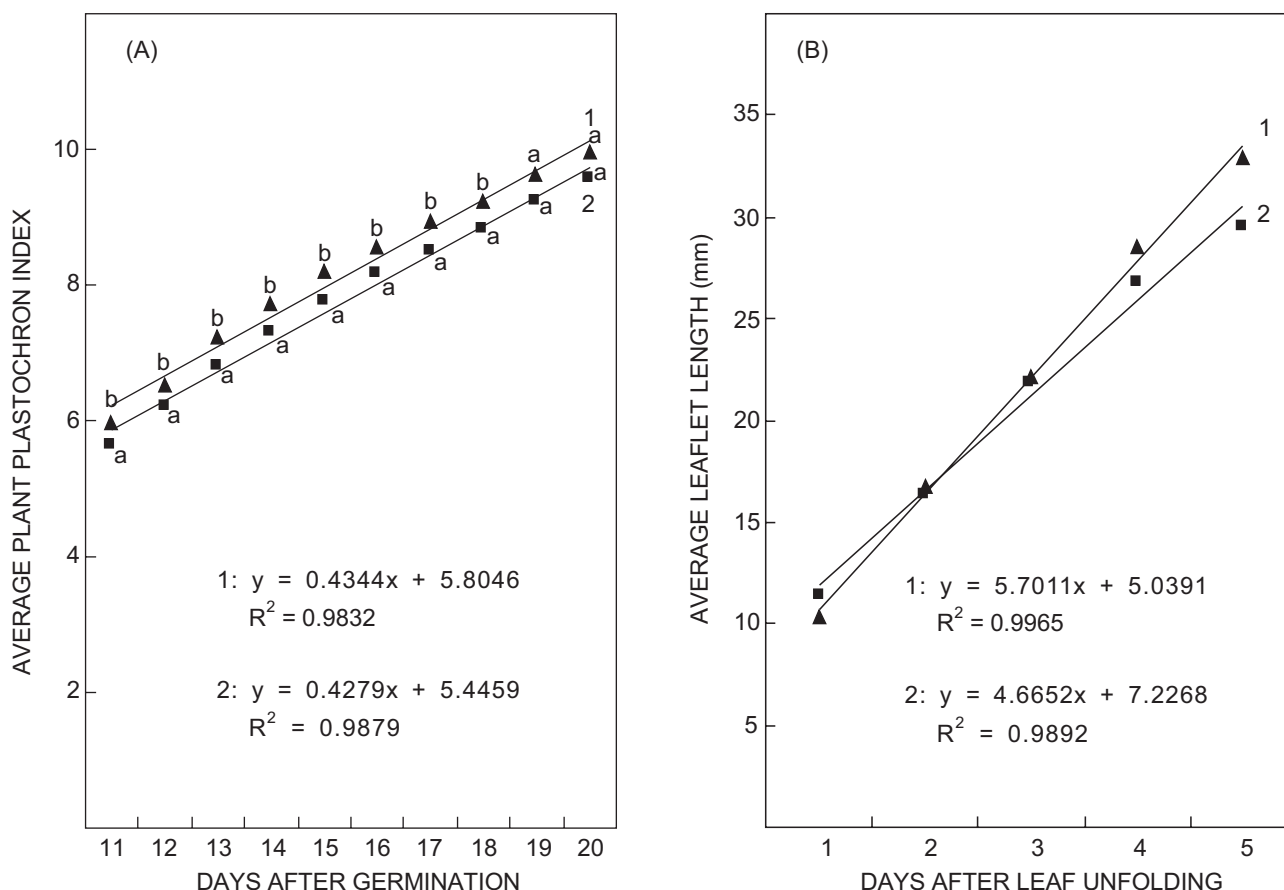 (A)
AVERAGE PLANT PLASTOCHRON INDEX
10
8
6
4
2
b b b b b b b b a a
a a a a a a a a a a
1
2
1: y = 0.4344x + 5.8046
R² = 0.9832
2: y = 0.4279x + 5.4459
R² = 0.9879
11 12 13 14 15 16 17 18 19 20
DAYS AFTER GERMINATION
(B)
AVERAGE LEAFLET LENGTH (mm)
35
30
25
20
15
10
5
1
2
1: y = 5.7011x + 5.0391
R² = 0.9965
2: y = 4.6652x + 7.2268
R² = 0.9892
1 2 3 4 5
DAYS AFTER LEAF UNFOLDING